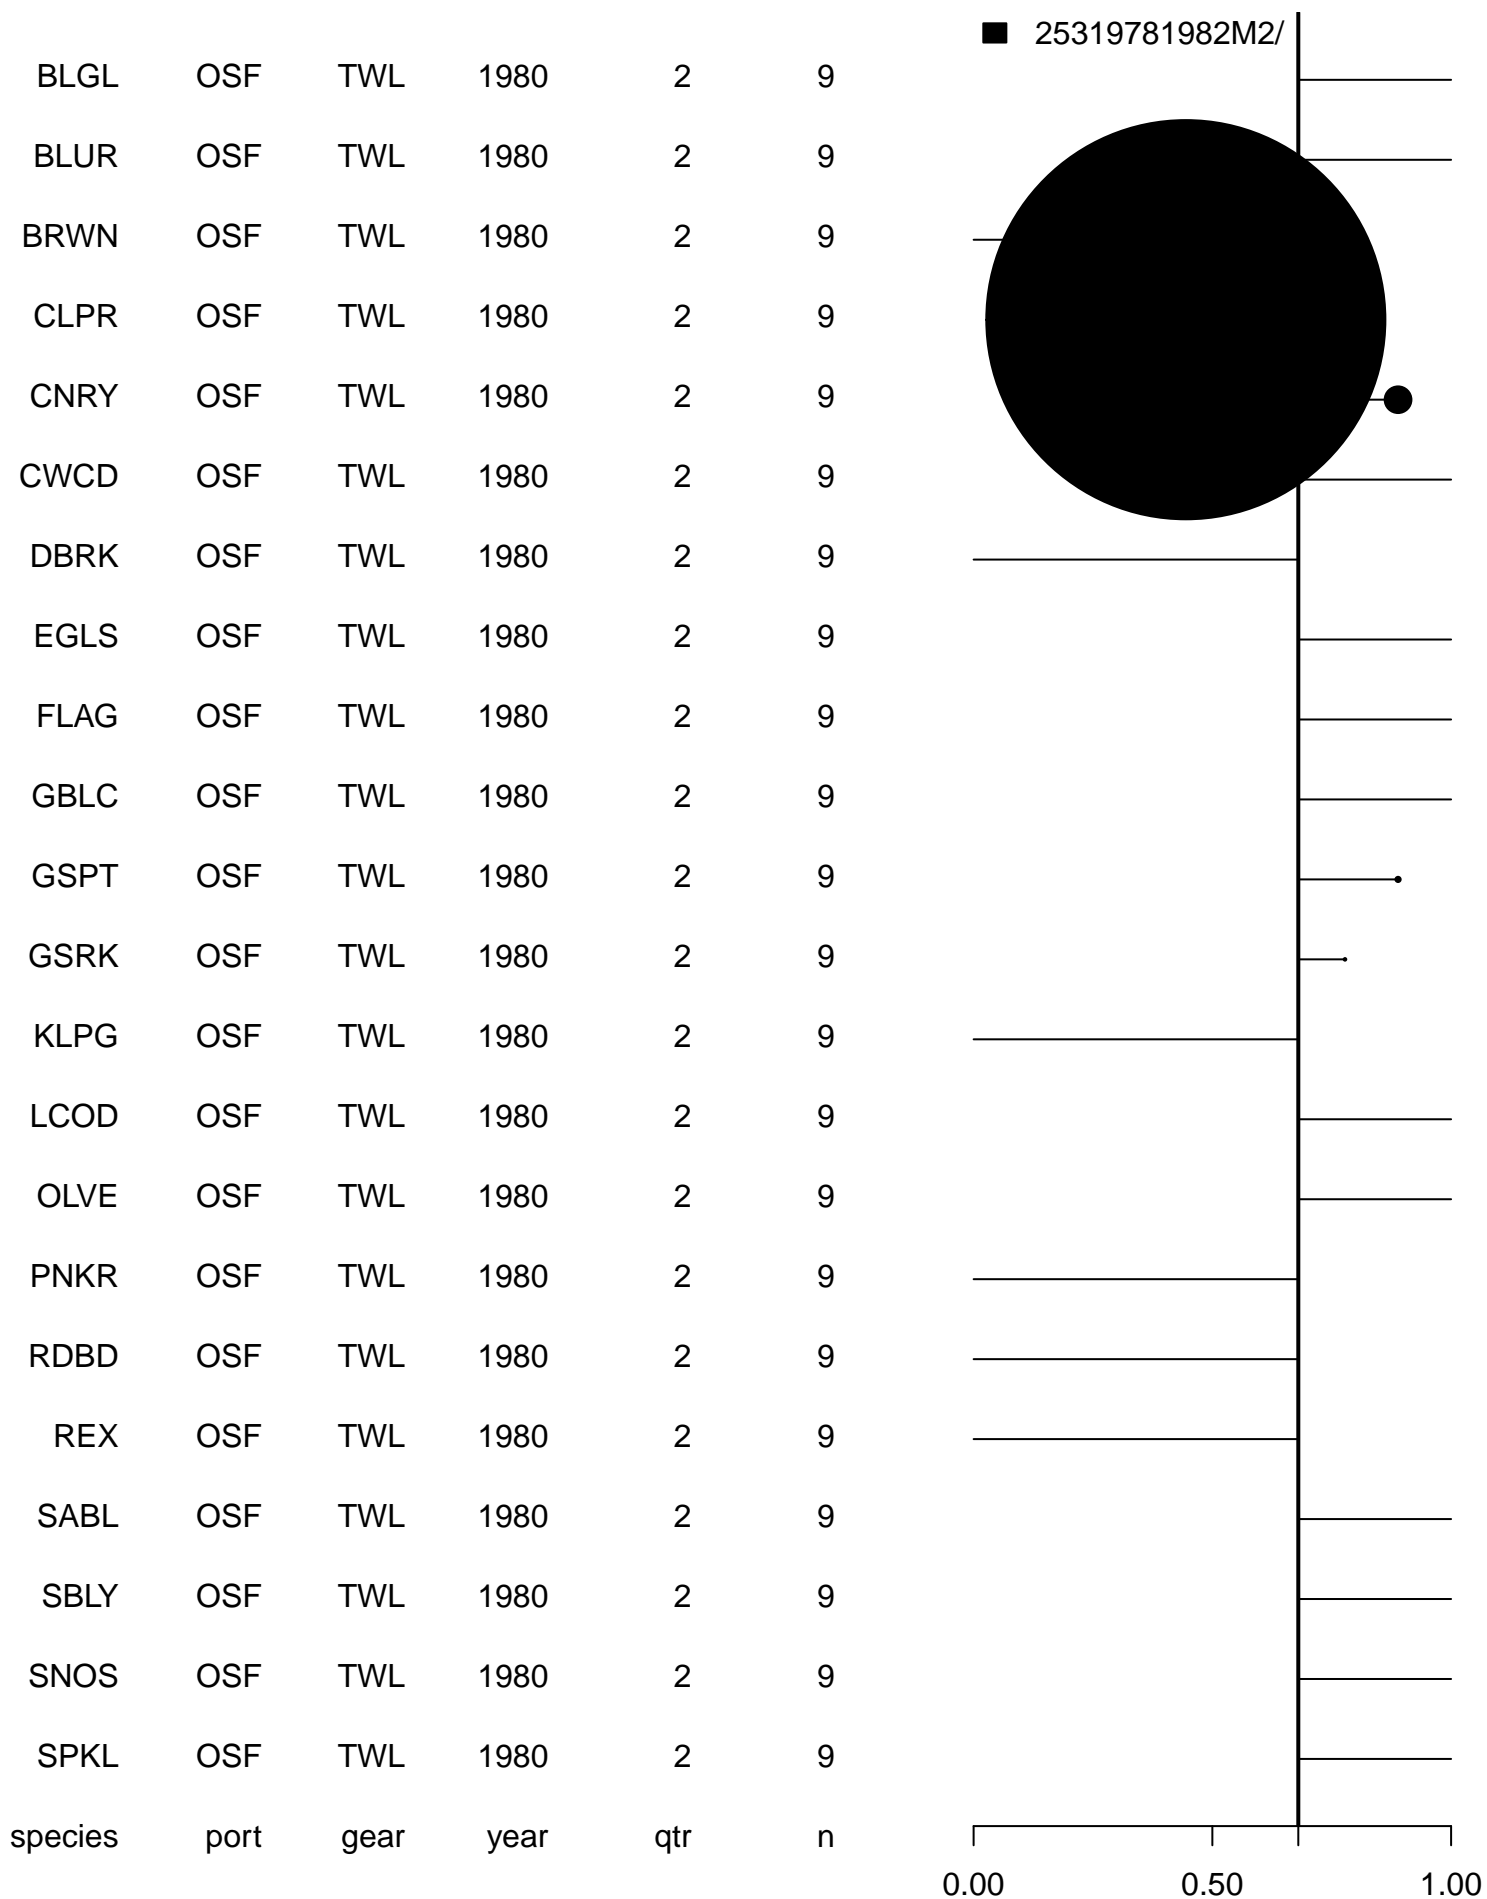 25319781982M2/
BLGL OSF TWL 1980 2 9
BLUR OSF TWL 1980 2 9
BRWN OSF TWL 1980 2 9
CLPR OSF TWL 1980 2 9
CNRY OSF TWL 1980 2 9
CWCD OSF TWL 1980 2 9
DBRK OSF TWL 1980 2 9
EGLS OSF TWL 1980 2 9
FLAG OSF TWL 1980 2 9
GBLC OSF TWL 1980 2 9
GSPT OSF TWL 1980 2 9
GSRK OSF TWL 1980 2 9
KLPG OSF TWL 1980 2 9
LCOD OSF TWL 1980 2 9
OLVE OSF TWL 1980 2 9
PNKR OSF TWL 1980 2 9
RDBD OSF TWL 1980 2 9
REX OSF TWL 1980 2 9
SABL OSF TWL 1980 2 9
SBLY OSF TWL 1980 2 9
SNOS OSF TWL 1980 2 9
SPKL OSF TWL 1980 2 9
species port gear year qtr n
0.00 0.50 1.00